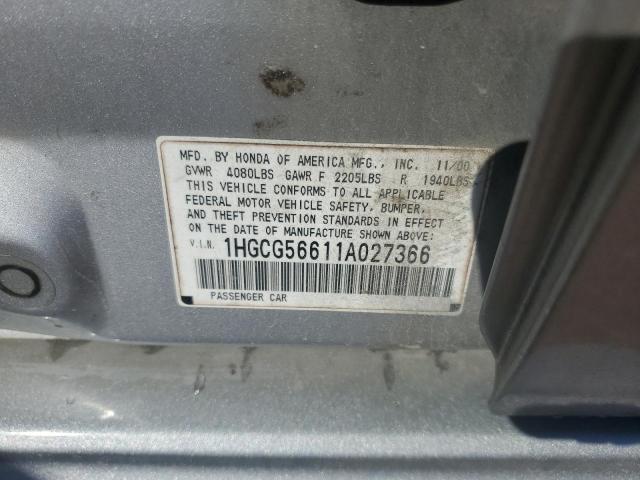 MFD. BY HONDA OF AMERICA MFG., INC. 11/00
GVWR 4080LBS GAWR F 2205LBS R 1940LBS
THIS VEHICLE CONFORMS TO ALL APPLICABLE
FEDERAL MOTOR VEHICLE SAFETY, BUMPER,
AND THEFT PREVENTION STANDARDS IN EFFECT
ON THE DATE OF MANUFACTURE SHOWN ABOVE.
V.I.N. 1HGCG56611A027366
PASSENGER CAR